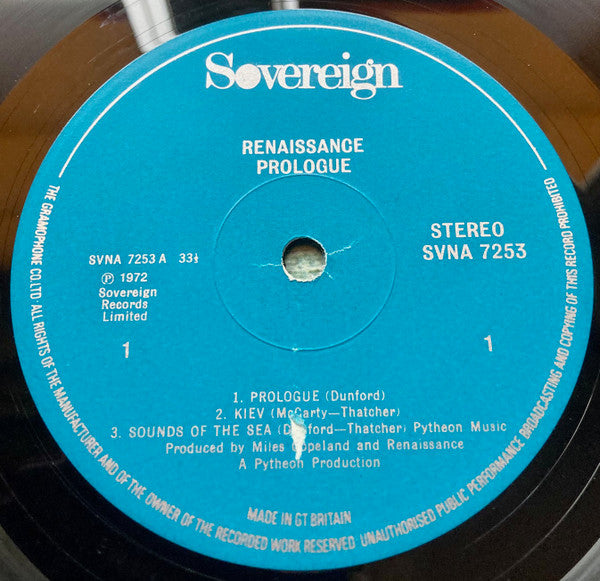 Sovereign
RENAISSANCE
PROLOGUE
STEREO
SVNA 7253
SVNA 7253 A 33⅓
℗ 1972
Sovereign
Records
Limited
1
1
1. PROLOGUE (Dunford)
2. KIEV (McCarty—Thatcher)
3. SOUNDS OF THE SEA (Dunford—Thatcher) Pytheon Music
Produced by Miles Copeland and Renaissance
A Pytheon Production
MADE IN GT BRITAIN
THE GRAMOPHONE CO. LTD. ALL RIGHTS OF THE MANUFACTURER AND OF THE OWNER OF THE RECORDED WORK RESERVED. UNAUTHORISED PUBLIC PERFORMANCE BROADCASTING AND COPYING OF THIS RECORD PROHIBITED